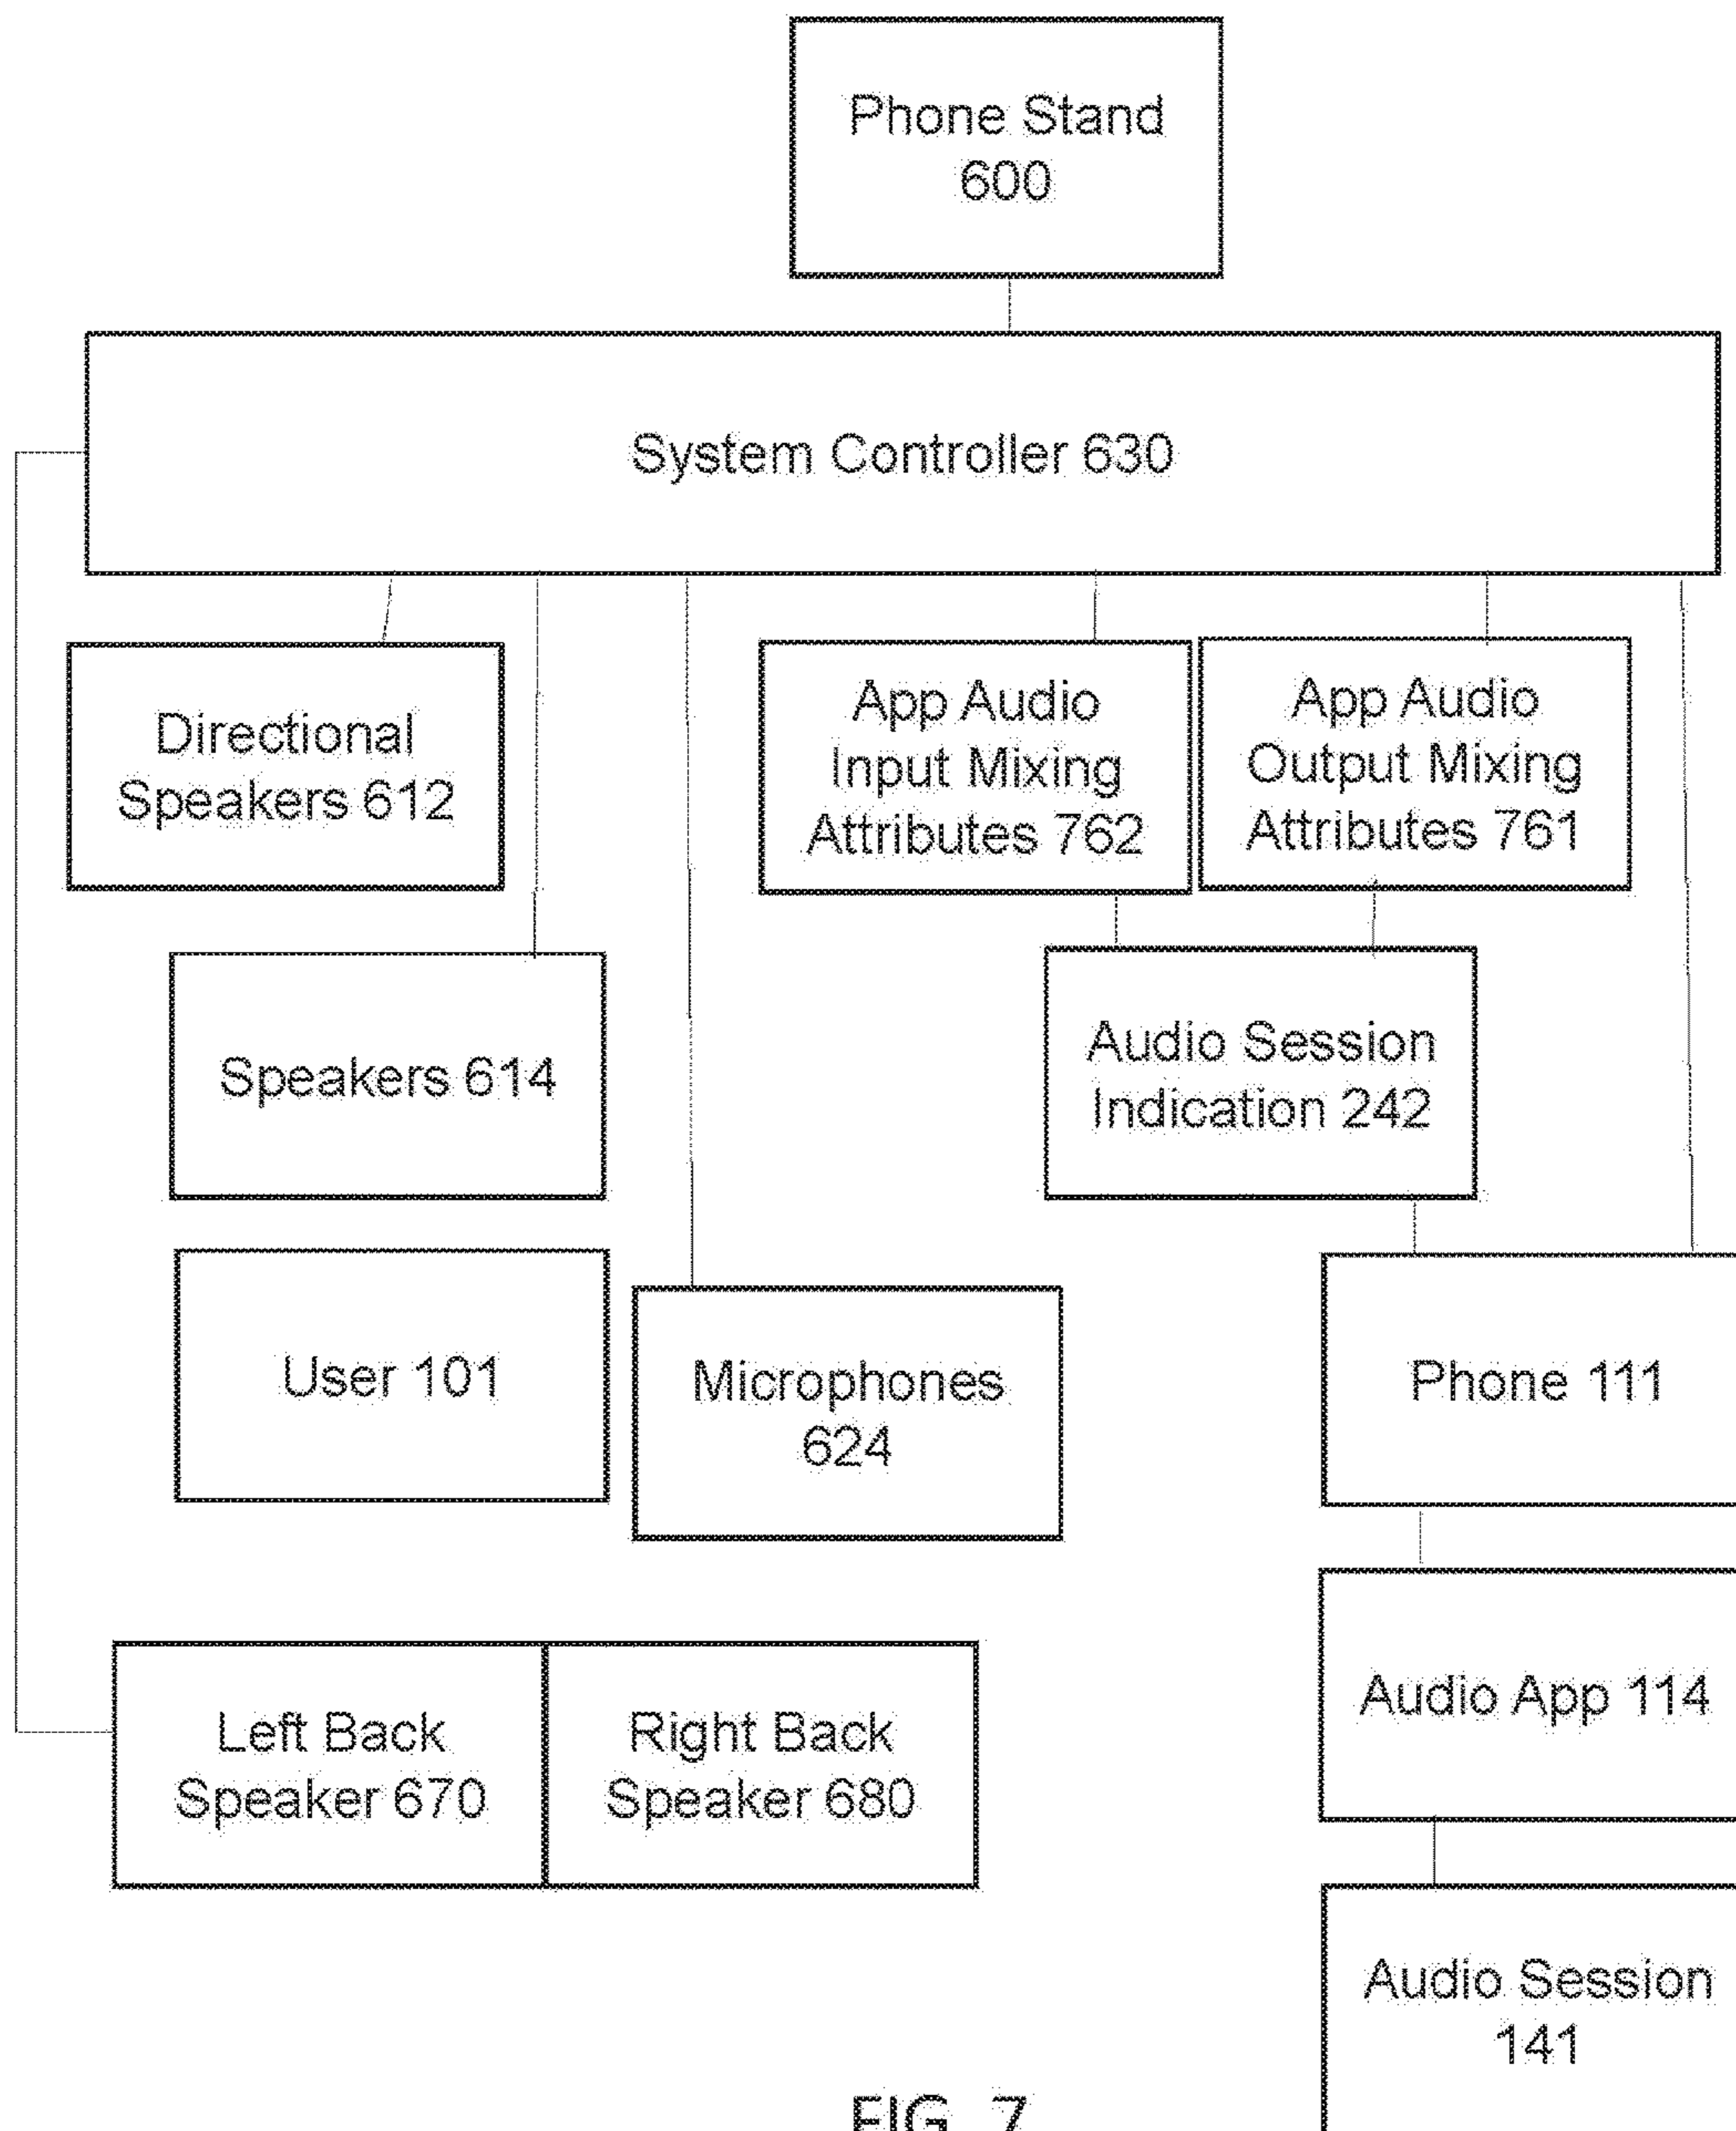 Phone Stand
600
System Controller 630
Directional
Speakers 612
App Audio
Input Mixing
Attributes 762
App Audio
Output Mixing
Attributes 761
Speakers 614
Audio Session
Indication 242
User 101
Microphones
624
Phone 111
Left Back
Speaker 670
Right Back
Speaker 680
Audio App 114
Audio Session
141
FIG. 7